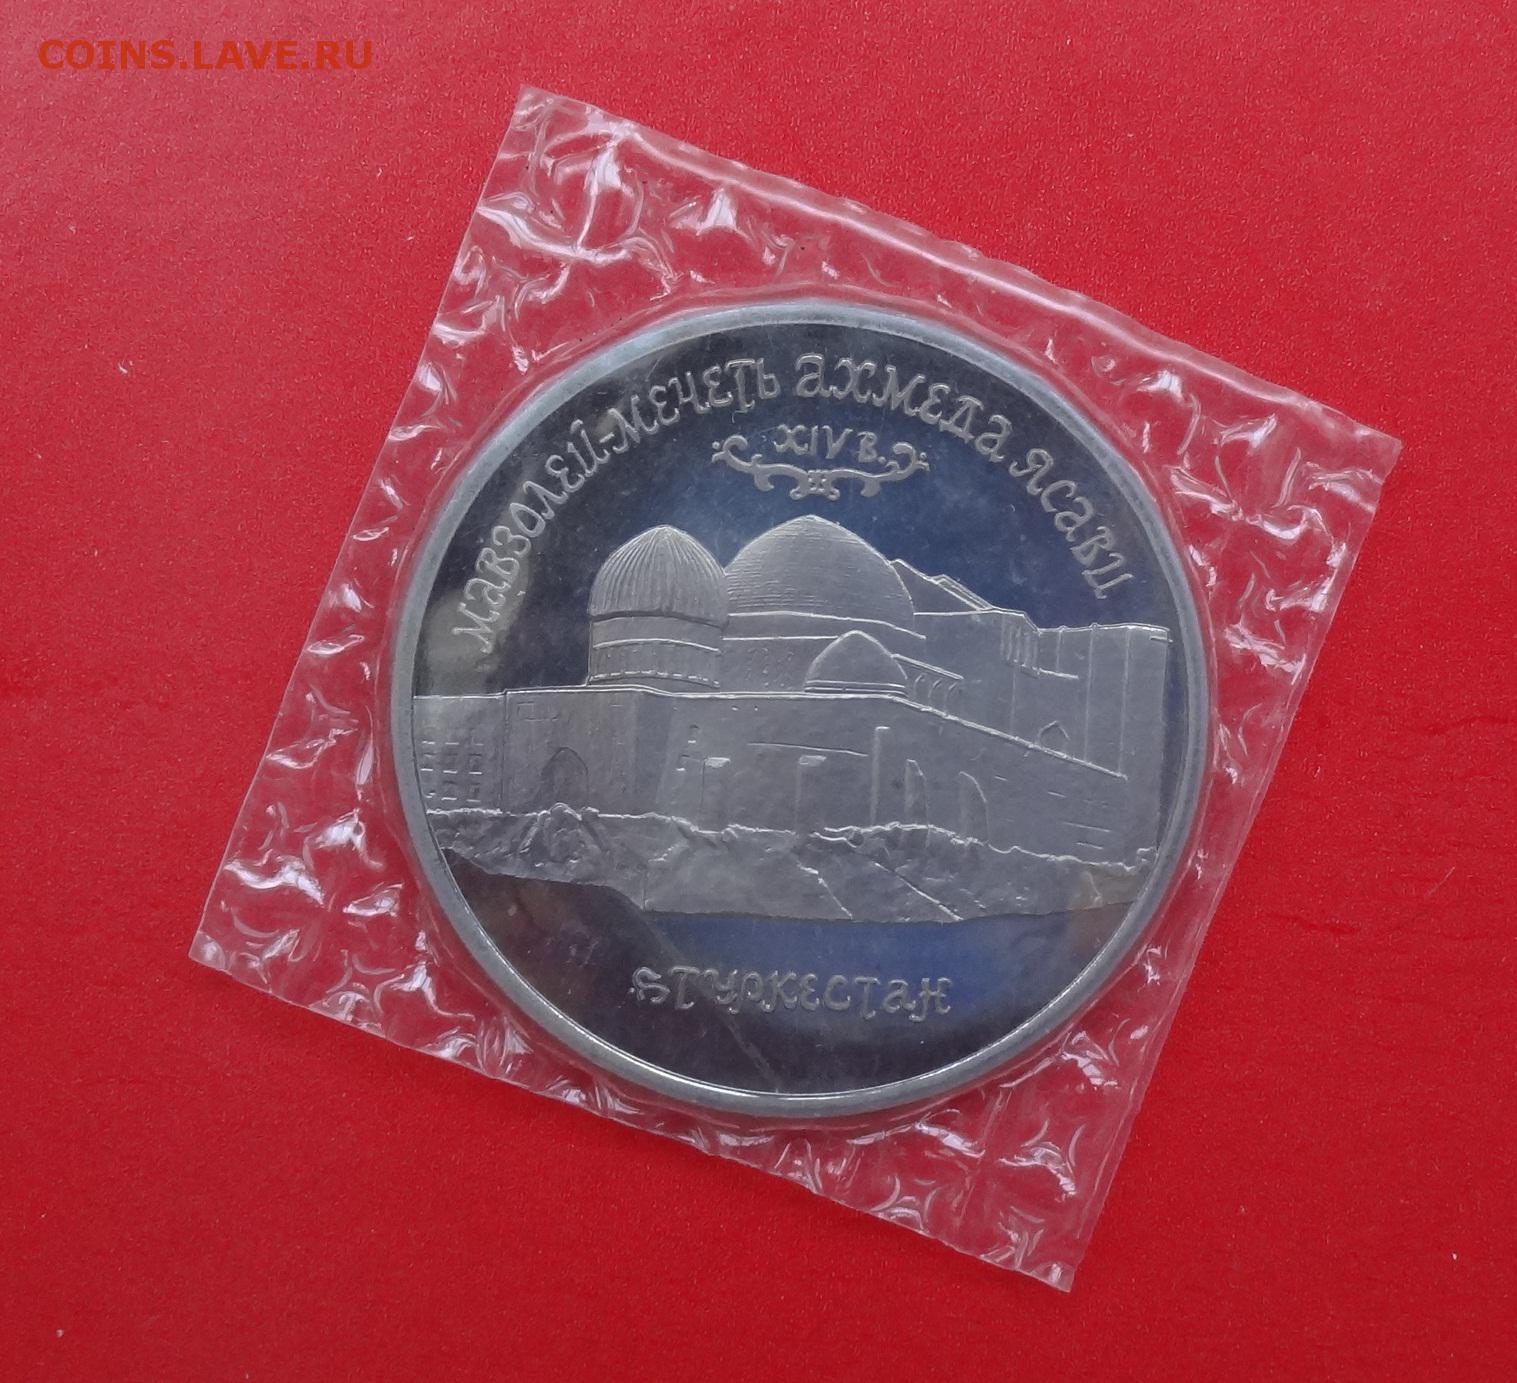 COINS.LAVE.RU
МАВЗОЛЕЙ-МЕЧЕТЬ АХМЕДА ЯСАВИ
XIV В.
г.ТУРКЕСТАН